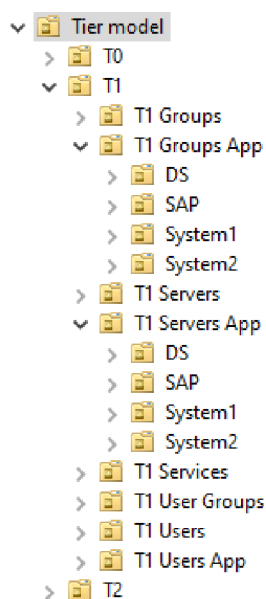 Tier model
T0
T1
T1 Groups
T1 Groups App
DS
SAP
System1
System2
T1 Servers
T1 Servers App
DS
SAP
System1
System2
T1 Services
T1 User Groups
T1 Users
T1 Users App
T2